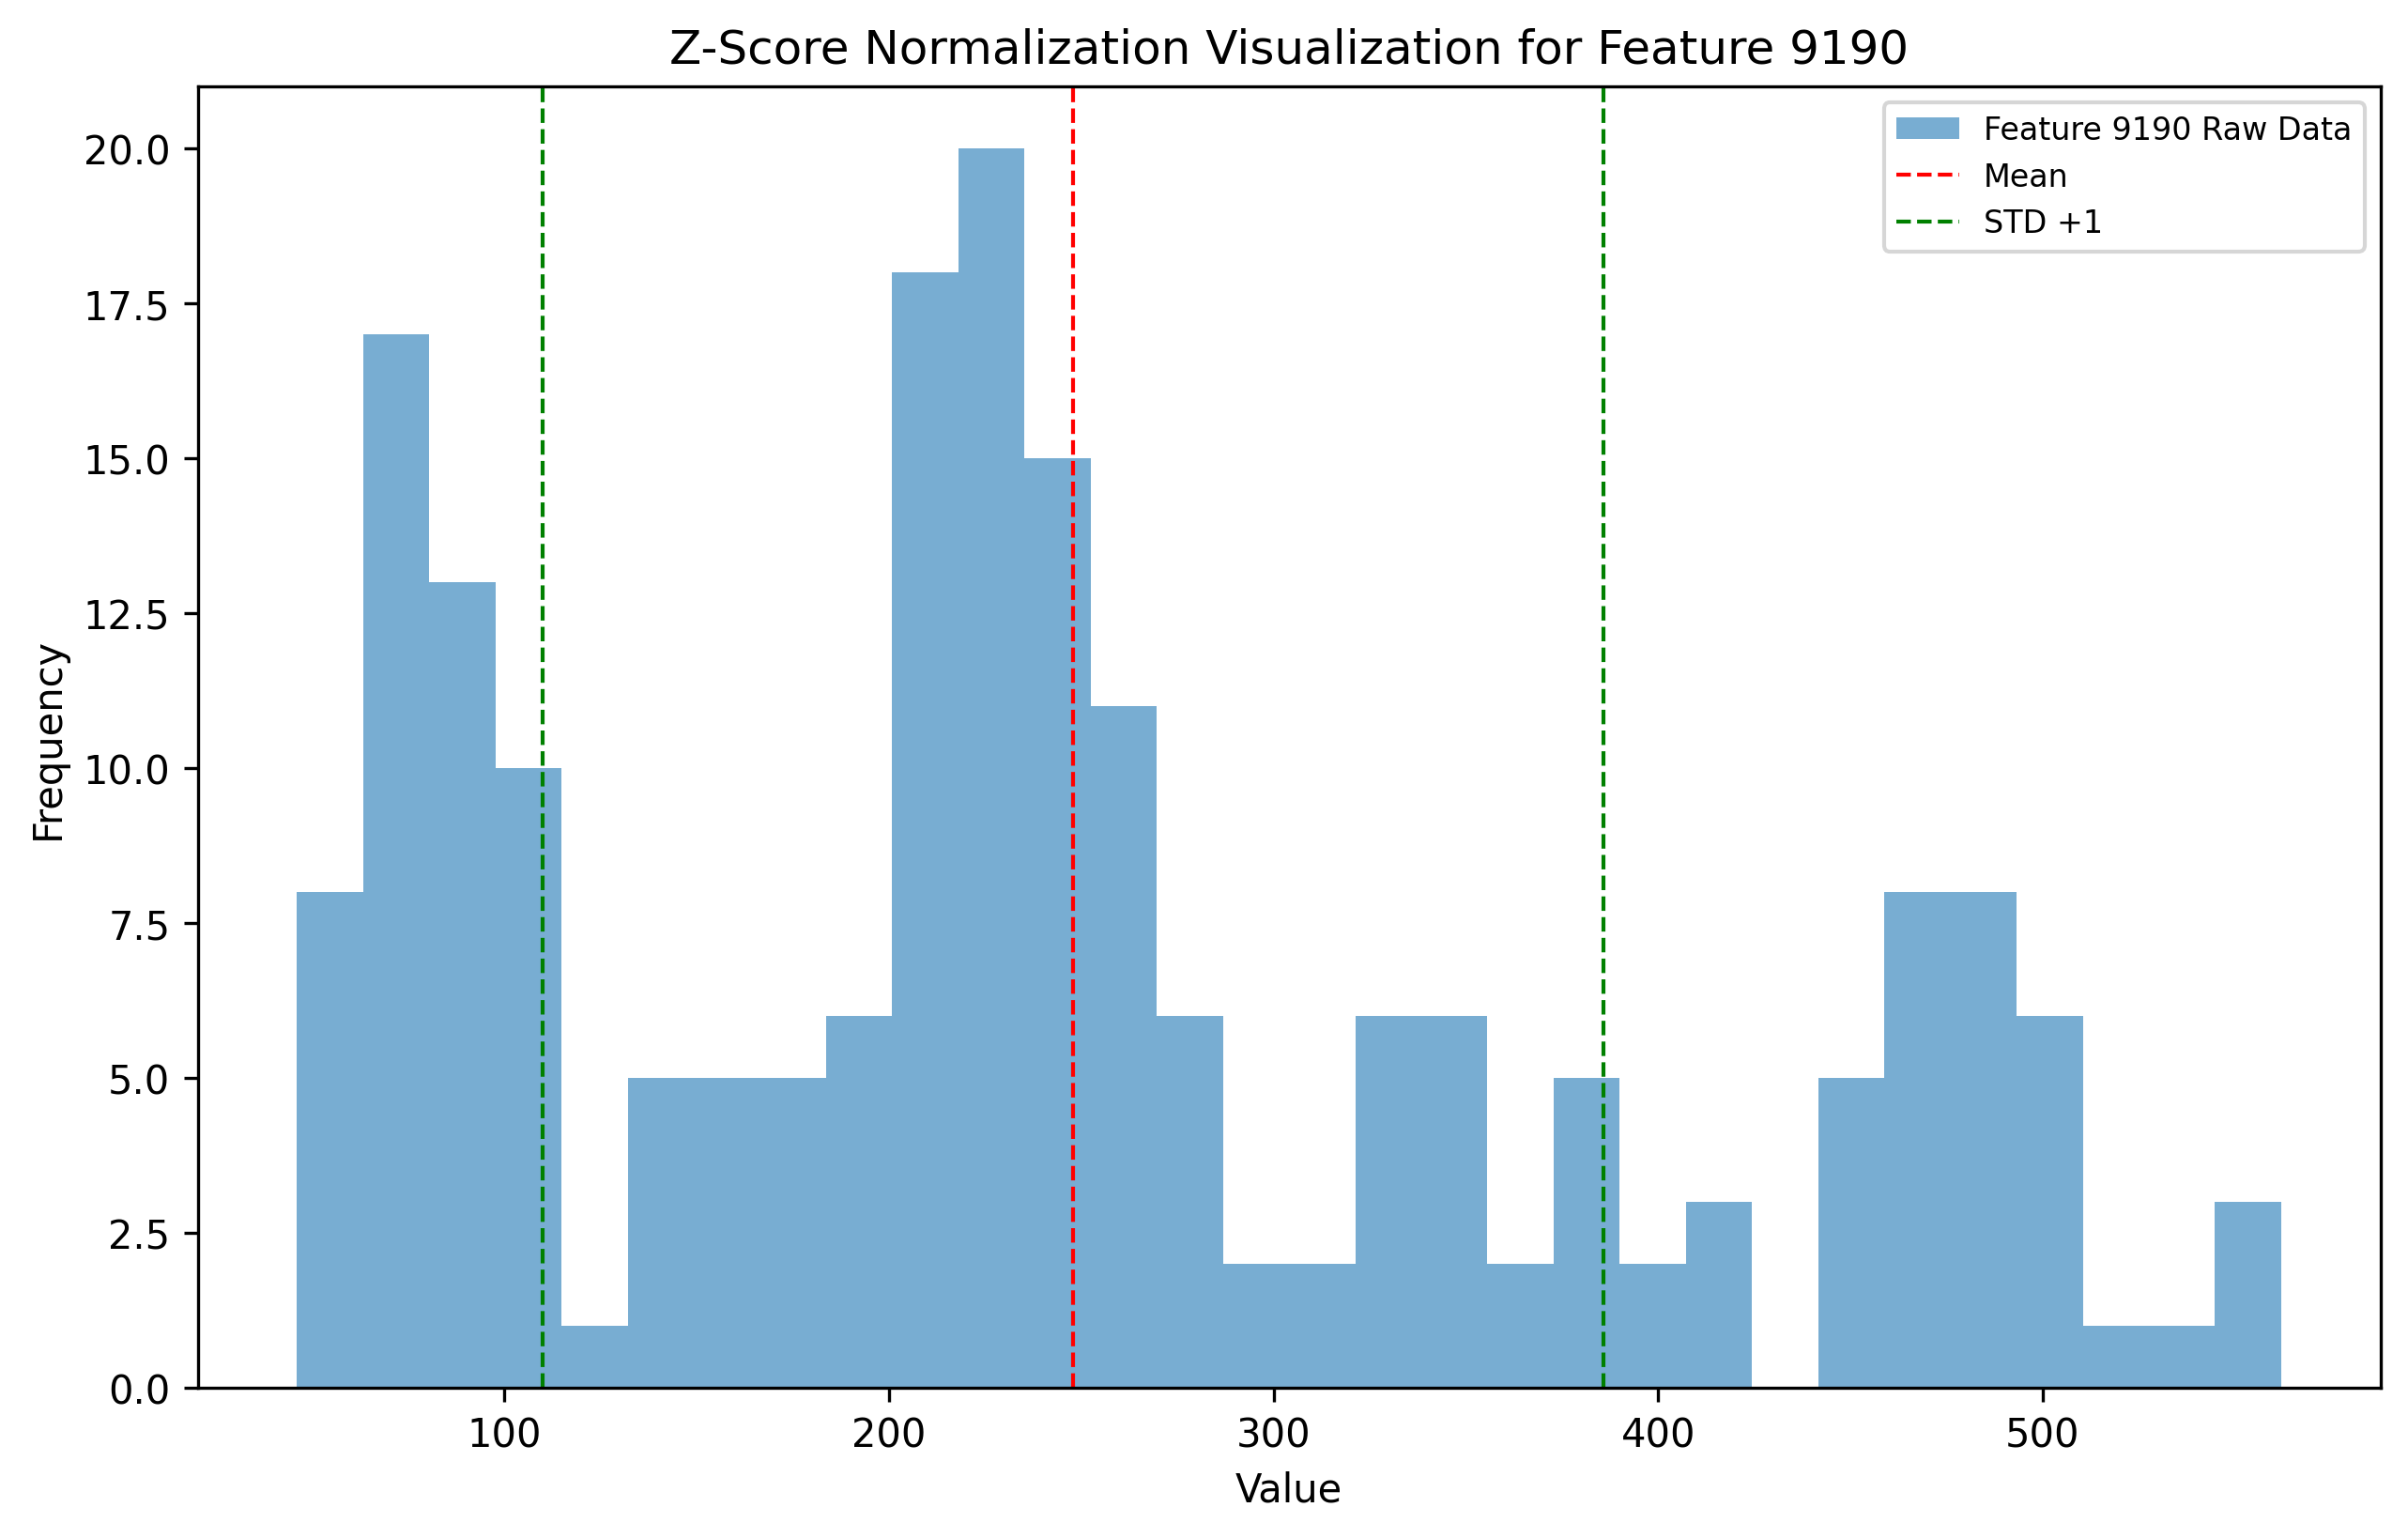 Z-Score Normalization Visualization for Feature 9190
Feature 9190 Raw Data
Mean
STD +1
Frequency
20.0
17.5
15.0
12.5
10.0
7.5
5.0
2.5
0.0
100 200 300 400 500
Value